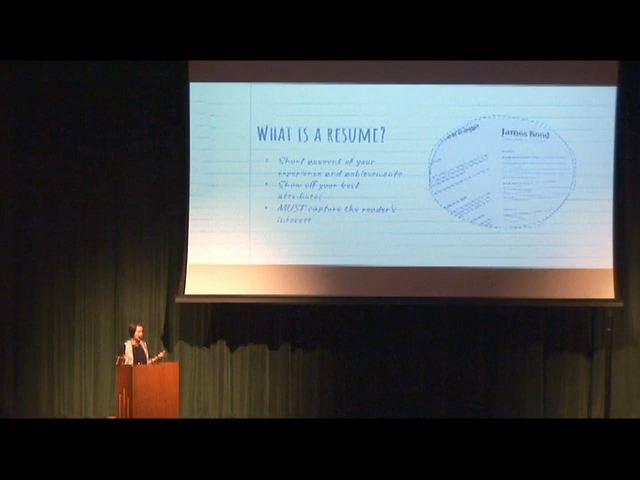 WHAT IS A RESUME?
• Short account of your
experience and achievements
• Show off your best
attributes
• MUST capture the reader's
interest
James Bond